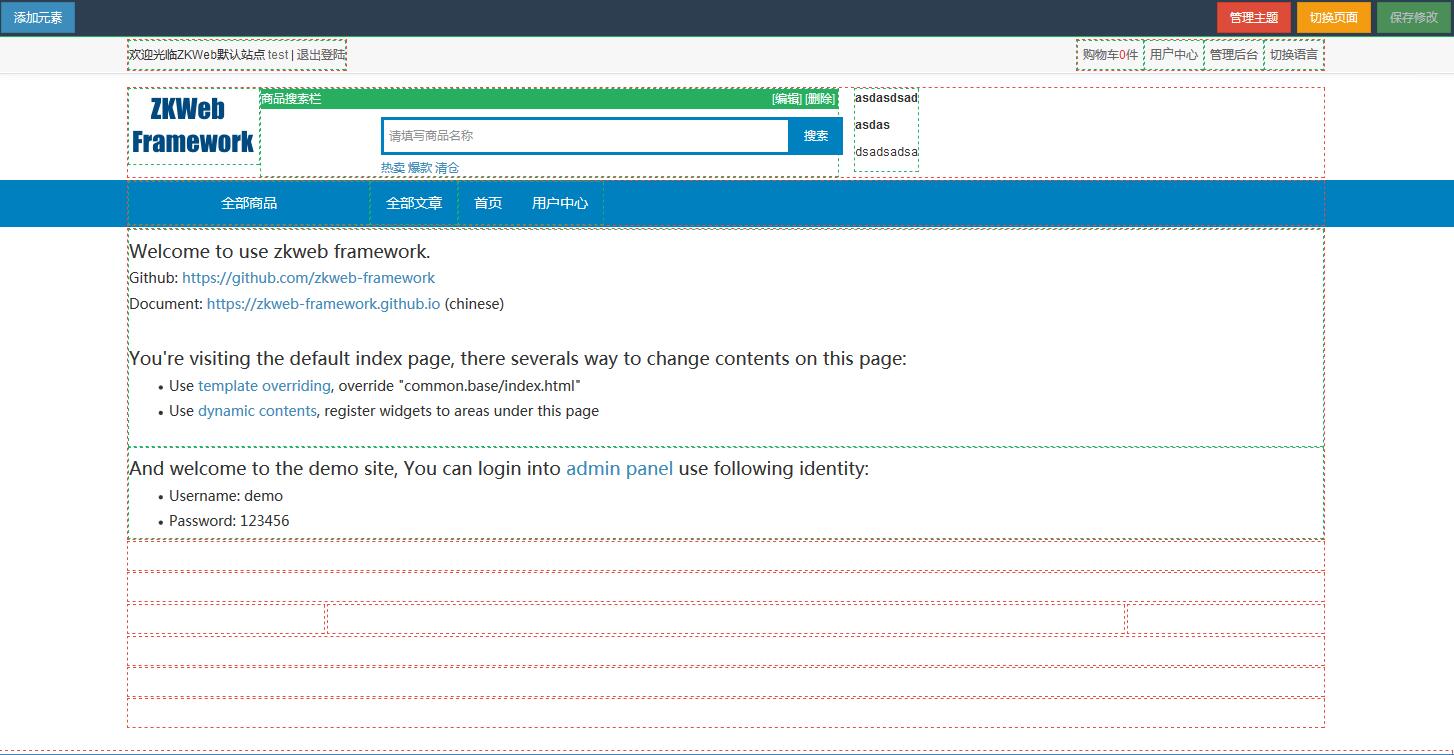 添加元素 管理主题 切换页面 保存修改
欢迎光临ZKWeb默认站点 test | 退出登陆 购物车0件 用户中心 管理后台 切换语言
ZKWeb
Framework
商品搜索栏 [编辑] [删除]
请填写商品名称 搜索
热卖 爆款 清仓
asdasdsad
asdas
dsadsadsa
全部商品 全部文章 首页 用户中心
Welcome to use zkweb framework.
Github: https://github.com/zkweb-framework
Document: https://zkweb-framework.github.io (chinese)
You're visiting the default index page, there severals way to change contents on this page:
• Use template overriding, override "common.base/index.html"
• Use dynamic contents, register widgets to areas under this page
And welcome to the demo site, You can login into admin panel use following identity:
• Username: demo
• Password: 123456